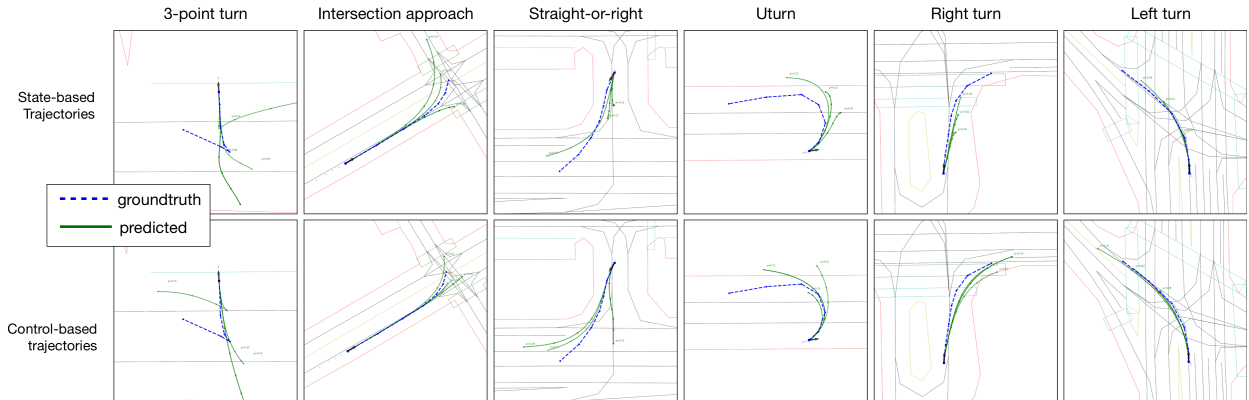 3-point turn
Intersection approach
Straight-or-right
Uturn
Right turn
Left turn
State-based
Trajectories
groundtruth
predicted
Control-based
trajectories